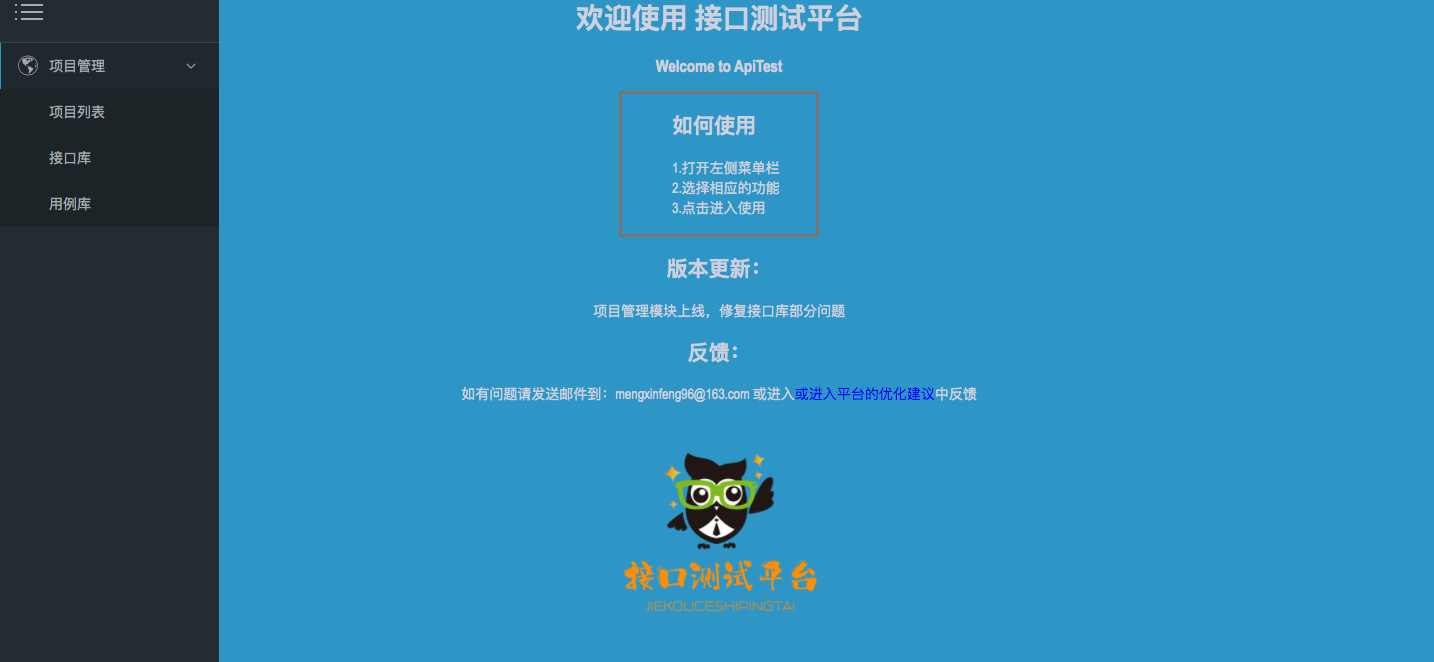 项目管理
项目列表
接口库
用例库
欢迎使用 接口测试平台
Welcome to ApiTest
如何使用
1.打开左侧菜单栏
2.选择相应的功能
3.点击进入使用
版本更新：
项目管理模块上线，修复接口库部分问题
反馈：
如有问题请发送邮件到：mengxinfeng96@163.com 或进入或进入平台的优化建议中反馈
接口测试平台
JIEKOUCESHIPINGTAI